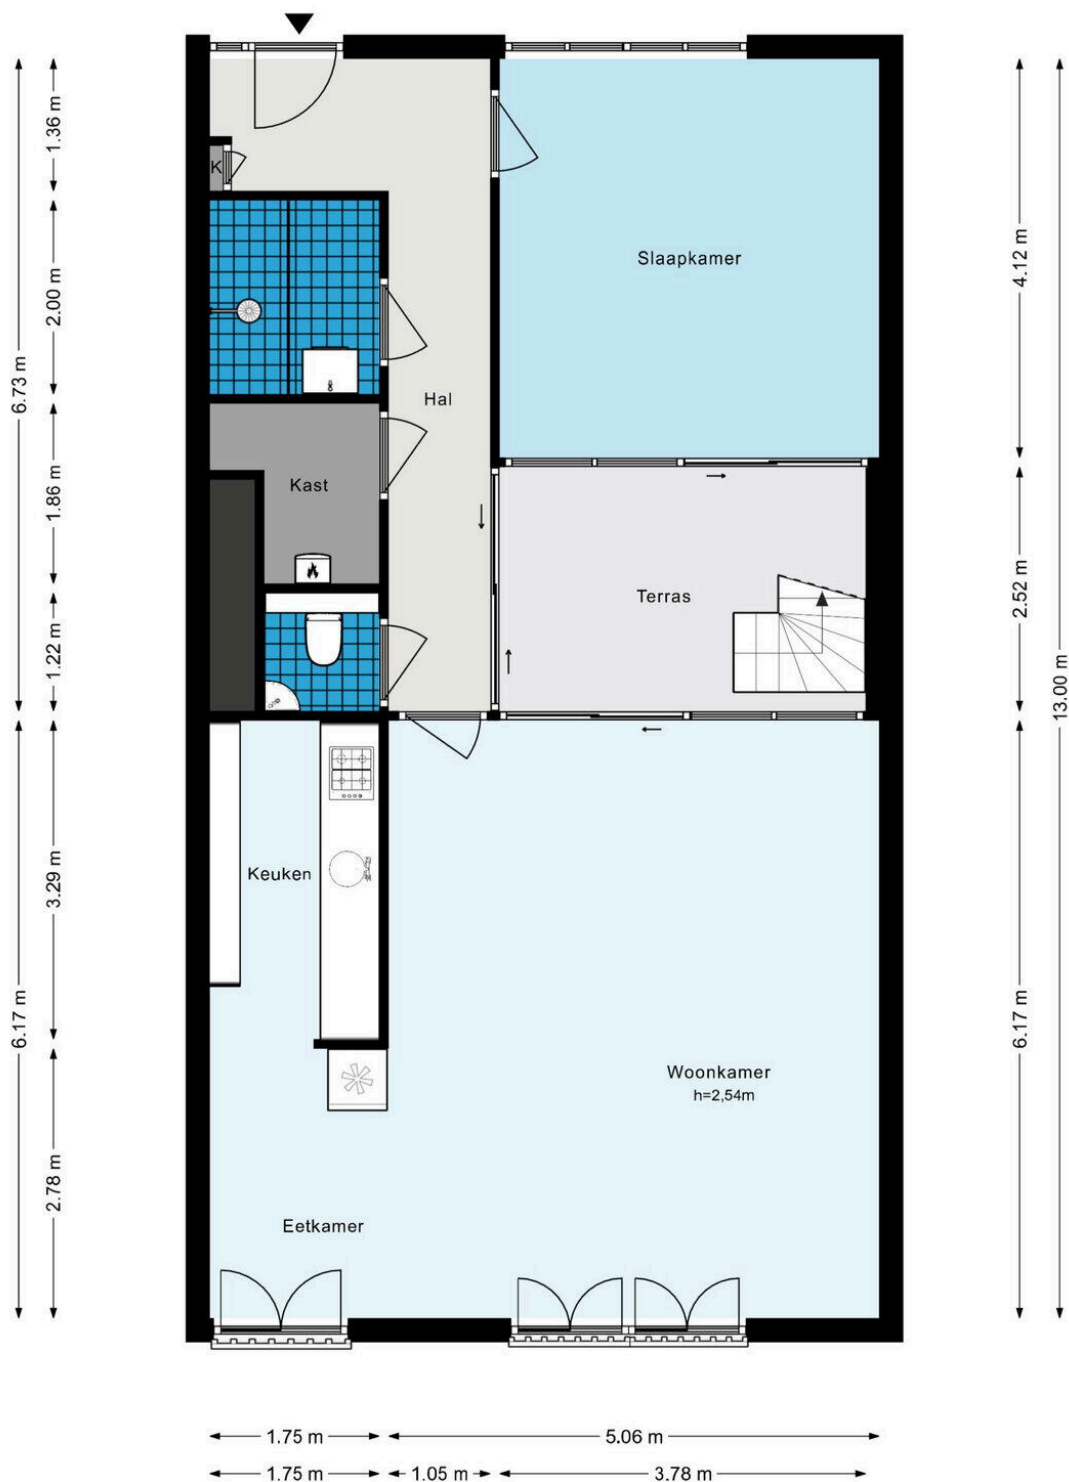 1.36 m
2.00 m
6.73 m
1.86 m
1.22 m
K
Slaapkamer
4.12 m
Hal
Kast
Terras
2.52 m
13.00 m
Keuken
3.29 m
6.17 m
2.78 m
Woonkamer
h=2,54m
6.17 m
Eetkamer
1.75 m
5.06 m
1.75 m
1.05 m
3.78 m